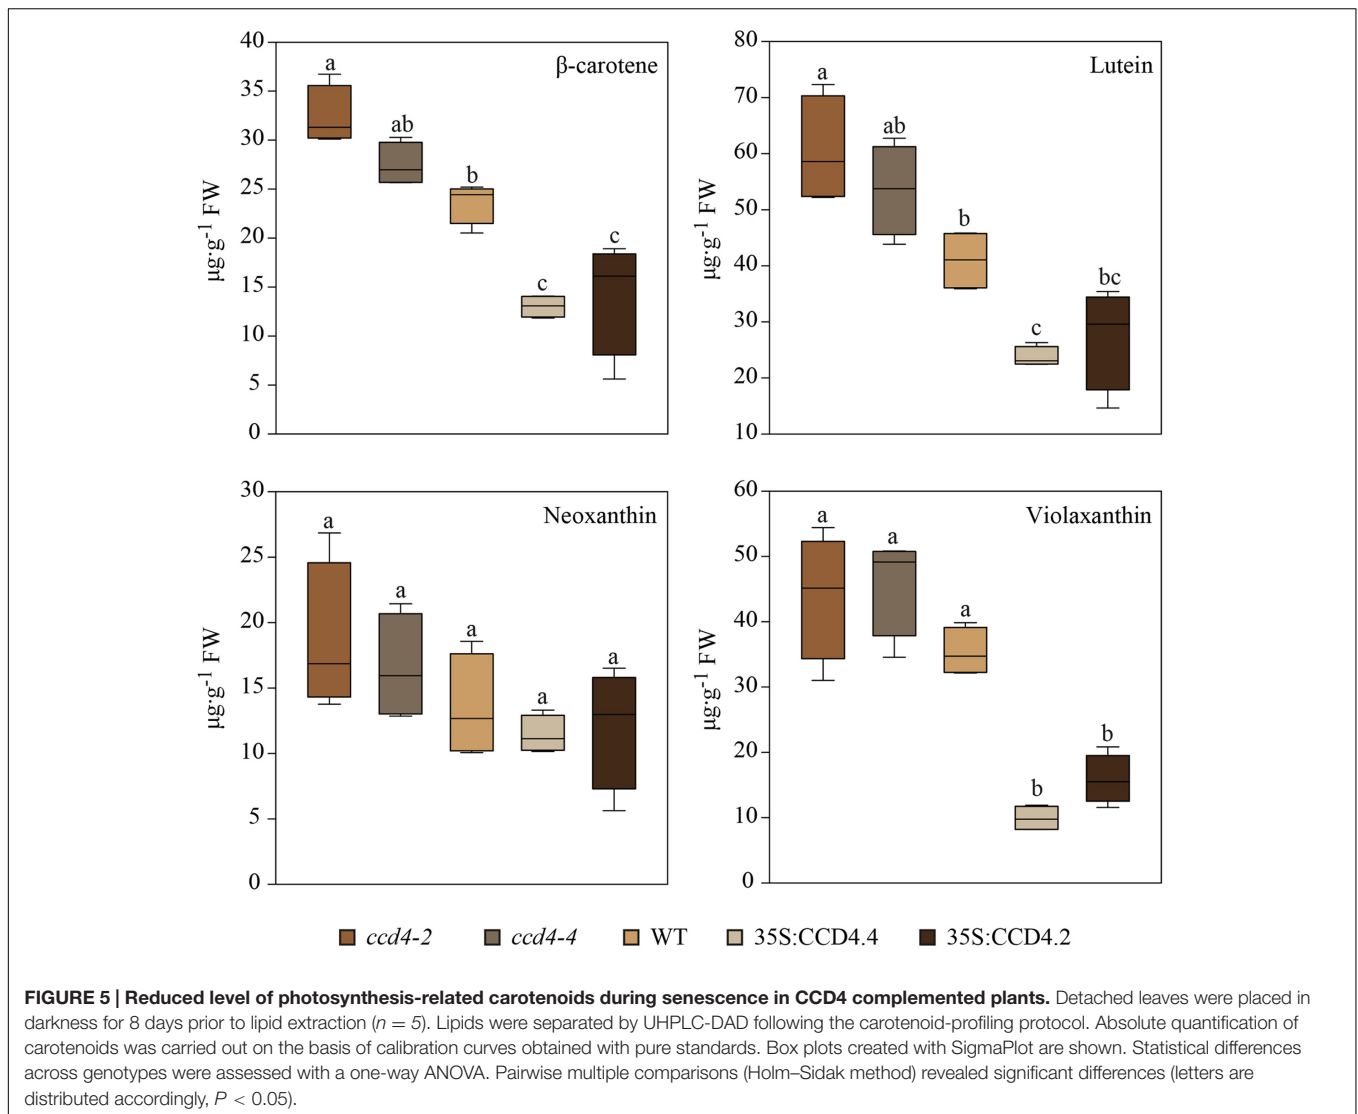 40
35
30
25
20
15
10
5
0
µg·g-1 FW
β-carotene
a
ab
b
c
c
80
70
60
50
40
30
20
10
µg·g-1 FW
Lutein
a
ab
b
c
bc
30
25
20
15
10
5
0
µg·g-1 FW
Neoxanthin
a
a
a
a
a
60
50
40
30
20
10
0
µg·g-1 FW
Violaxanthin
a
a
a
b
b
ccd4-2 ccd4-4 WT 35S:CCD4.4 35S:CCD4.2
FIGURE 5 | Reduced level of photosynthesis-related carotenoids during senescence in CCD4 complemented plants. Detached leaves were placed in
darkness for 8 days prior to lipid extraction (n = 5). Lipids were separated by UHPLC-DAD following the carotenoid-profiling protocol. Absolute quantification of
carotenoids was carried out on the basis of calibration curves obtained with pure standards. Box plots created with SigmaPlot are shown. Statistical differences
across genotypes were assessed with a one-way ANOVA. Pairwise multiple comparisons (Holm–Sidak method) revealed significant differences (letters are
distributed accordingly, P < 0.05).